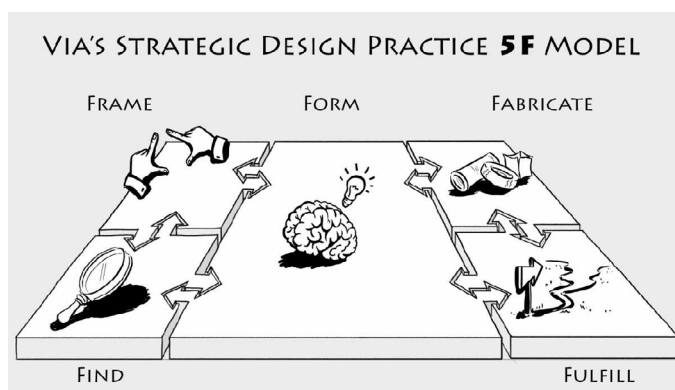 VIA'S STRATEGIC DESIGN PRACTICE 5F MODEL
FRAME FORM FABRICATE
FIND FULFILL